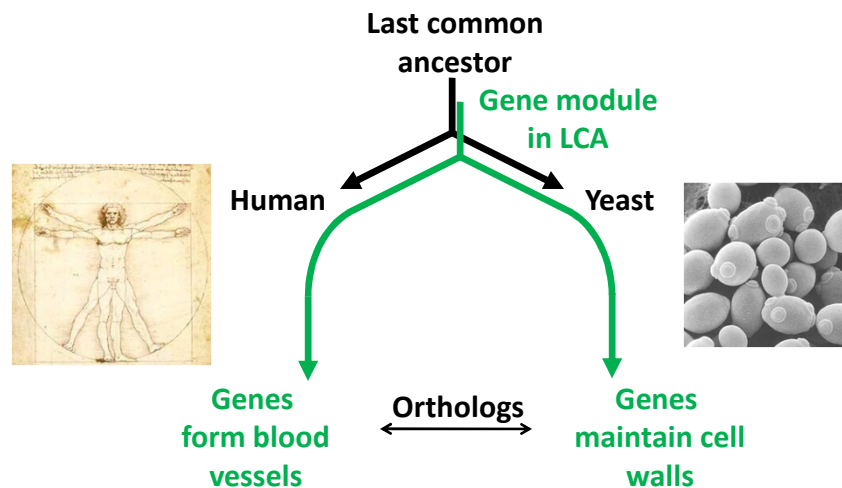 Last common
ancestor
Gene module
in LCA
Human
Yeast
Genes
form blood
vessels
Orthologs
Genes
maintain cell
walls